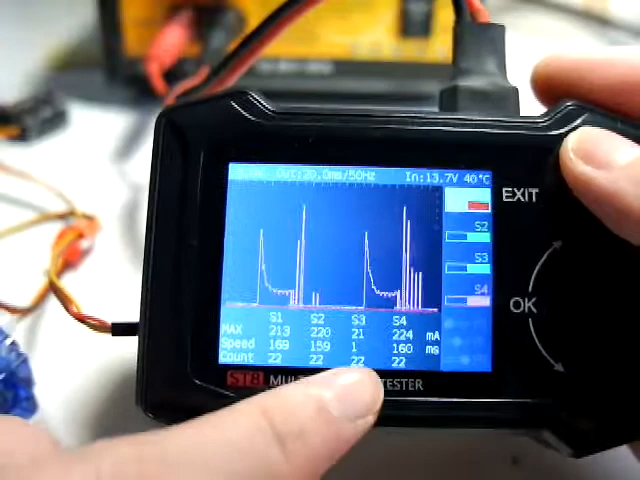 Out:20.0ms/50Hz In:13.7V 40℃
EXIT
S2
S3
S4
OK
S1 S2 S3 S4
MAX 213 220 21 224 mA
Speed 169 159 1 160 ms
Count 22 22 22 22
ST8 TESTER